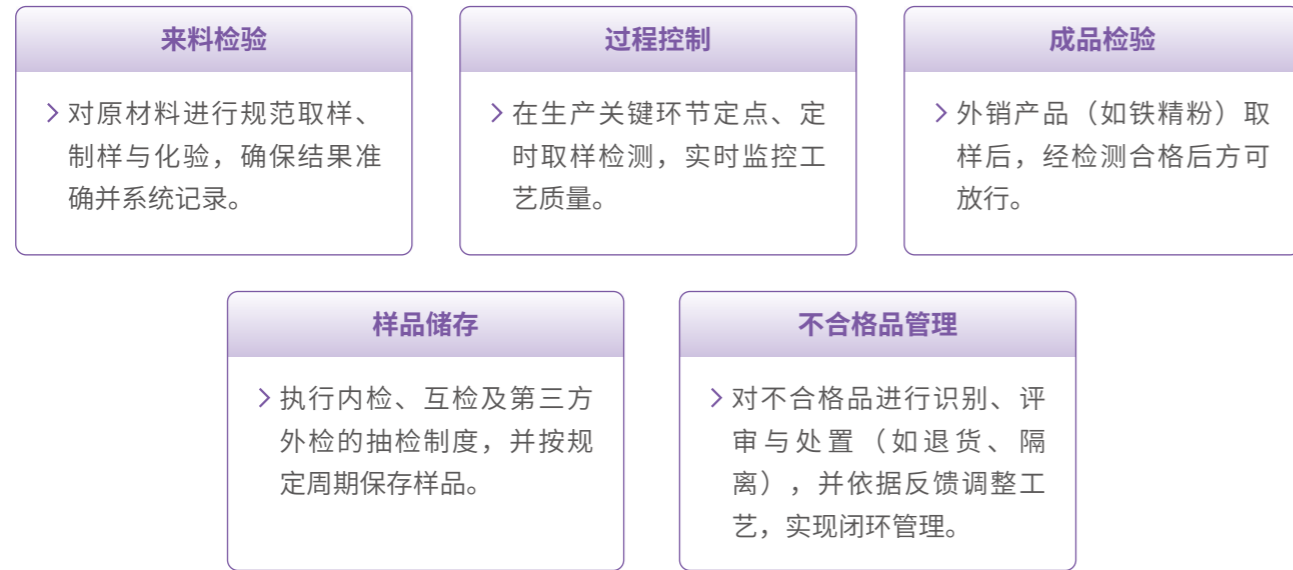 来料检验
对原材料进行规范取样、
制样与化验，确保结果准
确并系统记录。
过程控制
在生产关键环节定点、定
时取样检测，实时监控工
艺质量。
成品检验
外销产品（如铁精粉）取
样后，经检测合格后方可
放行。
样品储存
执行内检、互检及第三方
外检的抽检制度，并按规
定周期保存样品。
不合格品管理
对不合格品进行识别、评
审与处置（如退货、隔
离），并依据反馈调整工
艺，实现闭环管理。